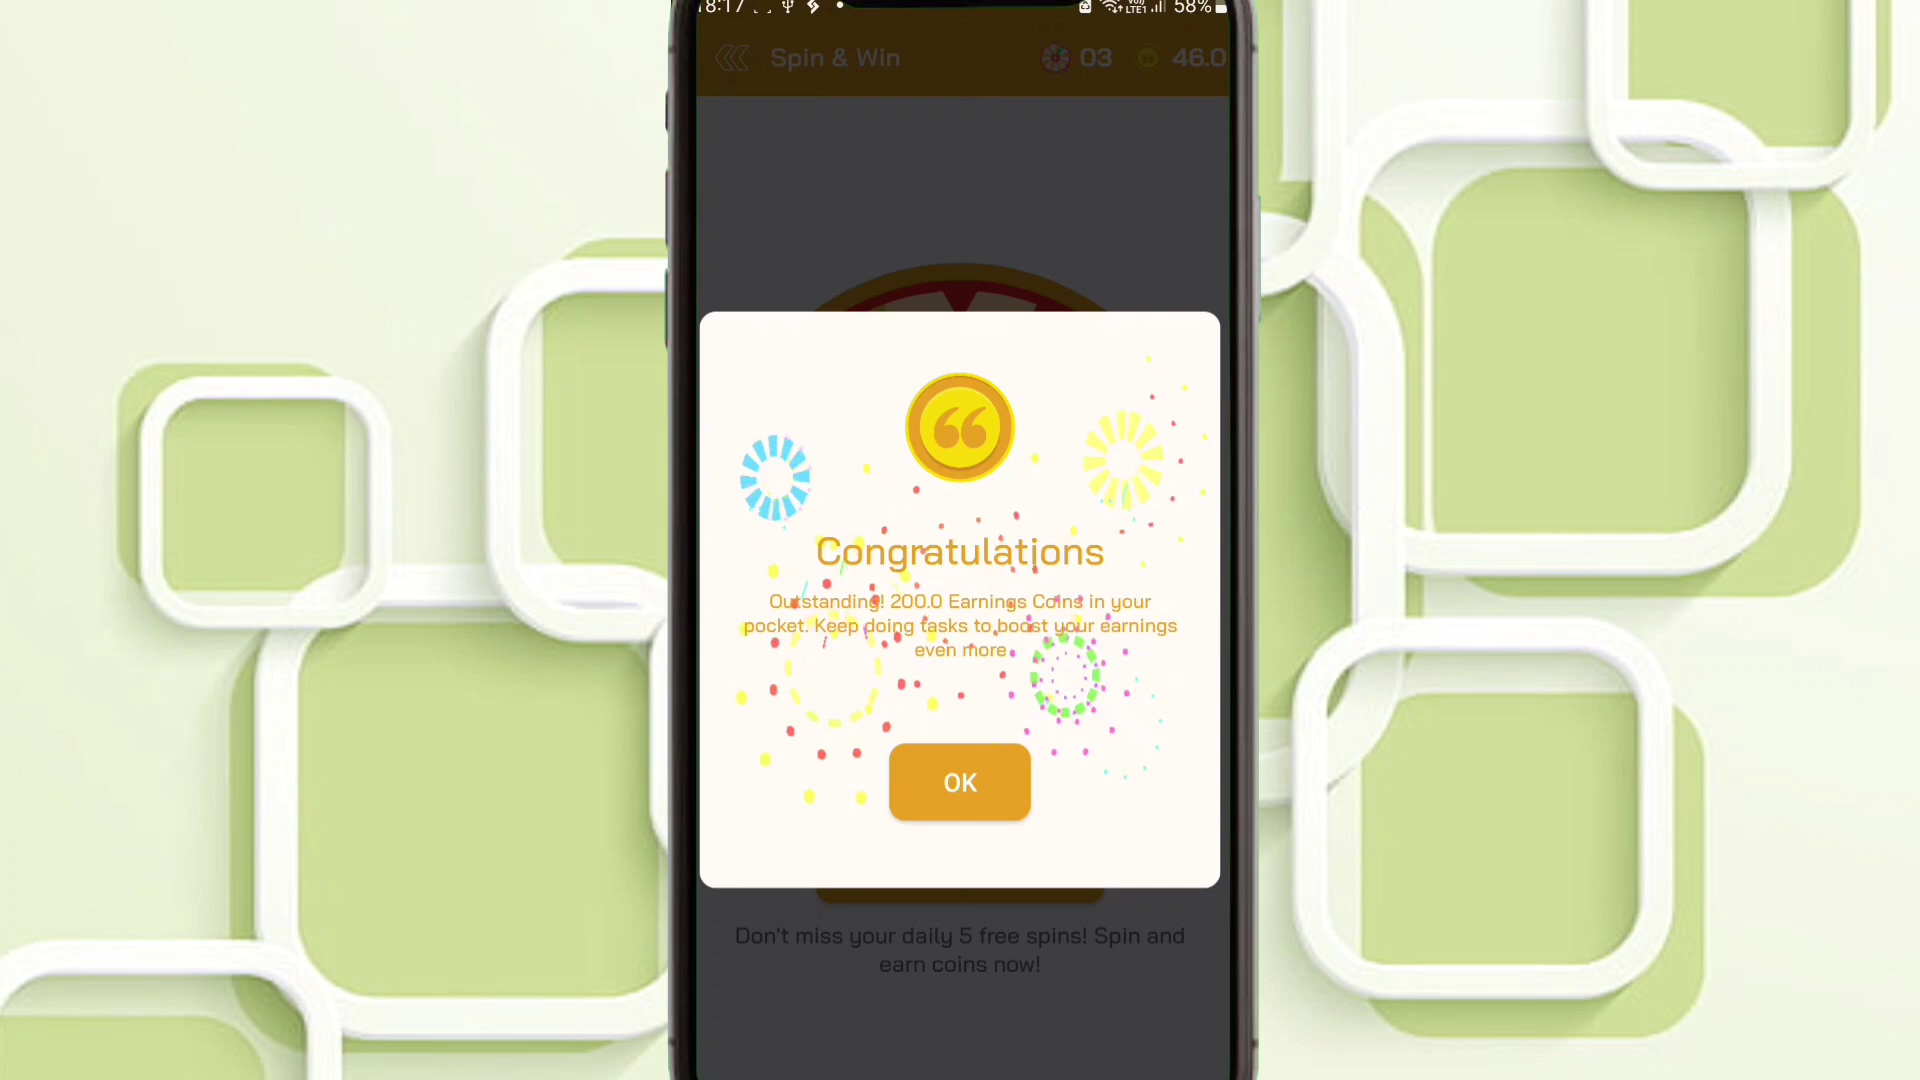 18:17 LTE1 58%
Spin & Win 03 46.0
Congratulations
Outstanding! 200.0 Earnings Coins in your
pocket. Keep doing tasks to boost your earnings
even more
OK
Don't miss your daily 5 free spins! Spin and
earn coins now!